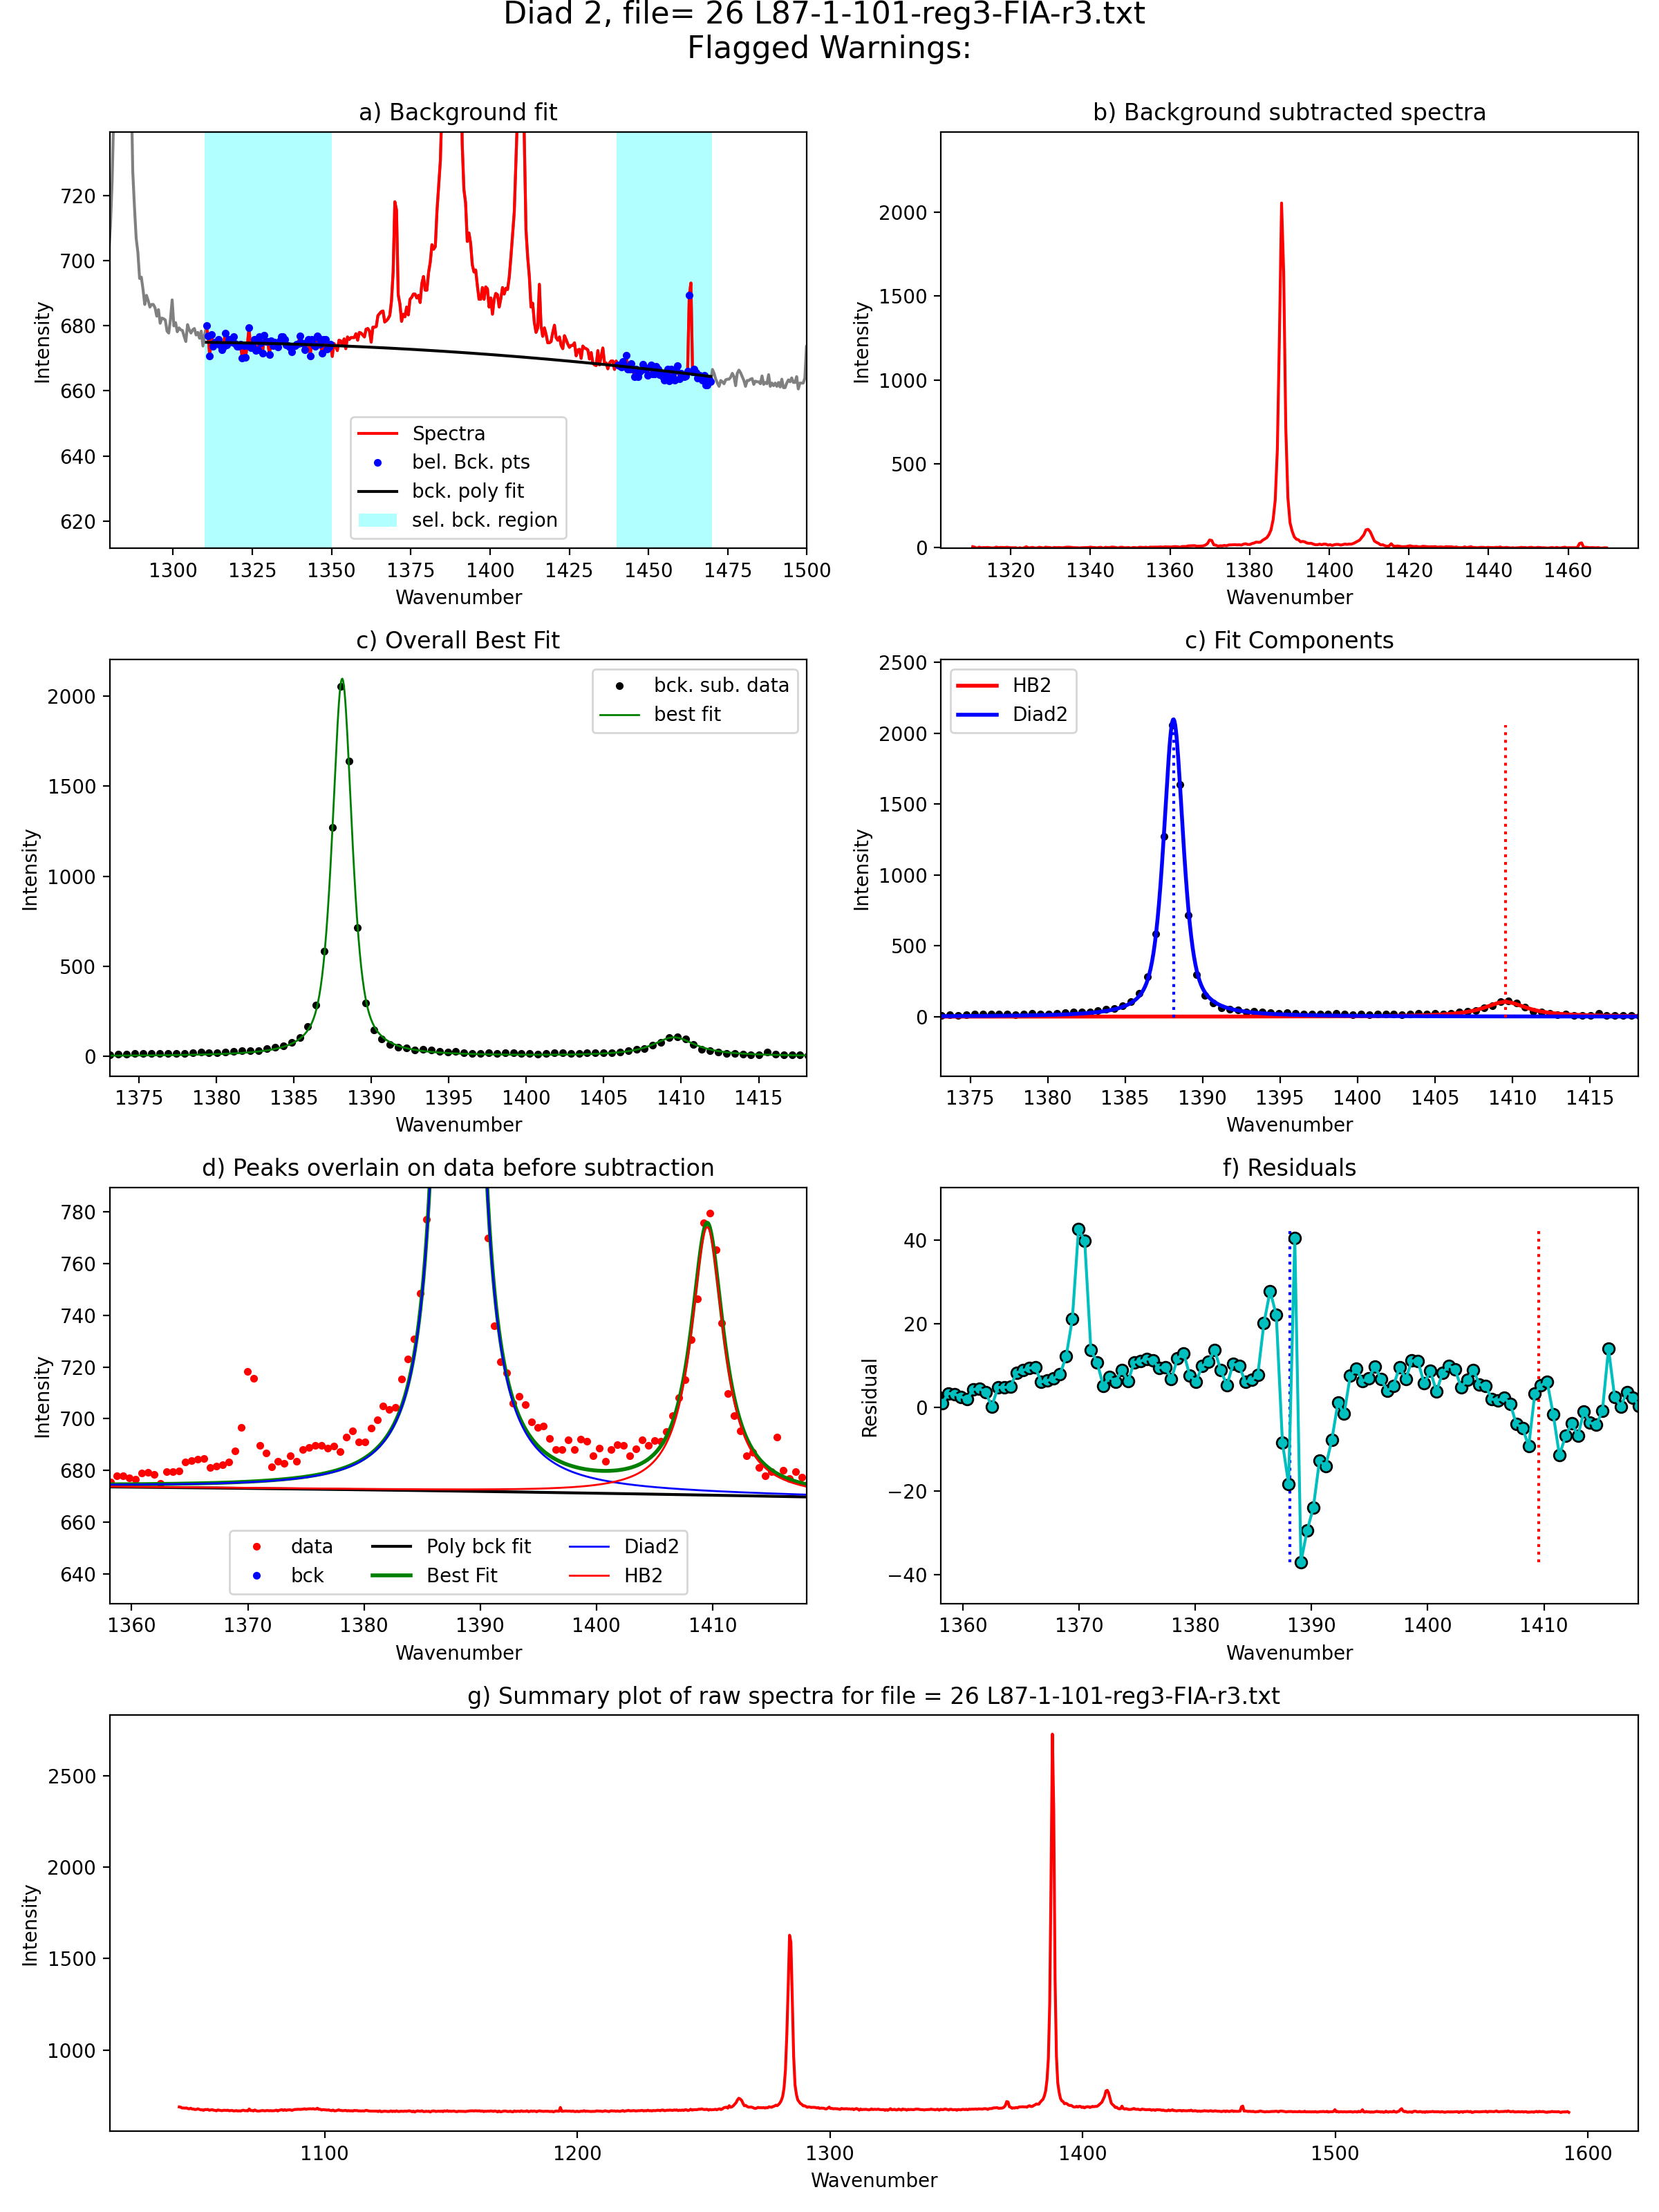 Diad 2, file= 26 L87-1-101-reg3-FIA-r3.txt
Flagged Warnings:
a) Background fit
Intensity
720
700
680
660
640
620
Spectra
bel. Bck. pts
bck. poly fit
sel. bck. region
1300 1325 1350 1375 1400 1425 1450 1475 1500
Wavenumber
b) Background subtracted spectra
Intensity
2000
1500
1000
500
0
1320 1340 1360 1380 1400 1420 1440 1460
Wavenumber
c) Overall Best Fit
Intensity
2000
1500
1000
500
0
bck. sub. data
best fit
1375 1380 1385 1390 1395 1400 1405 1410 1415
Wavenumber
c) Fit Components
Intensity
2500
2000
1500
1000
500
0
HB2
Diad2
1375 1380 1385 1390 1395 1400 1405 1410 1415
Wavenumber
d) Peaks overlain on data before subtraction
Intensity
780
760
740
720
700
680
660
640
data
bck
Poly bck fit
Best Fit
Diad2
HB2
1360 1370 1380 1390 1400 1410
Wavenumber
f) Residuals
Residual
40
20
0
−20
−40
1360 1370 1380 1390 1400 1410
Wavenumber
g) Summary plot of raw spectra for file = 26 L87-1-101-reg3-FIA-r3.txt
Intensity
2500
2000
1500
1000
1100 1200 1300 1400 1500 1600
Wavenumber